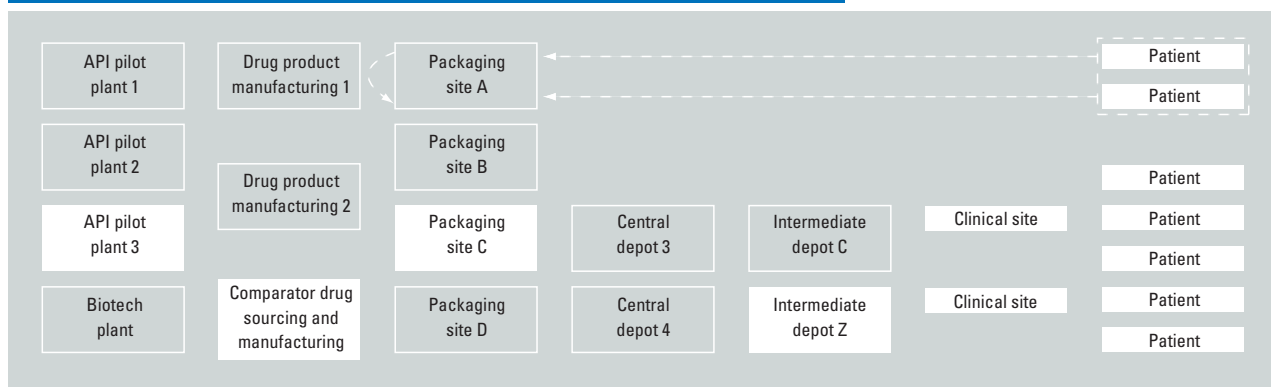 API pilot
plant 1
Drug product
manufacturing 1
Packaging
site A
Patient
Patient
API pilot
plant 2
Drug product
manufacturing 2
Packaging
site B
Patient
API pilot
plant 3
Packaging
site C
Central
depot 3
Intermediate
depot C
Clinical site
Patient
Patient
Biotech
plant
Comparator drug
sourcing and
manufacturing
Packaging
site D
Central
depot 4
Intermediate
depot Z
Clinical site
Patient
Patient